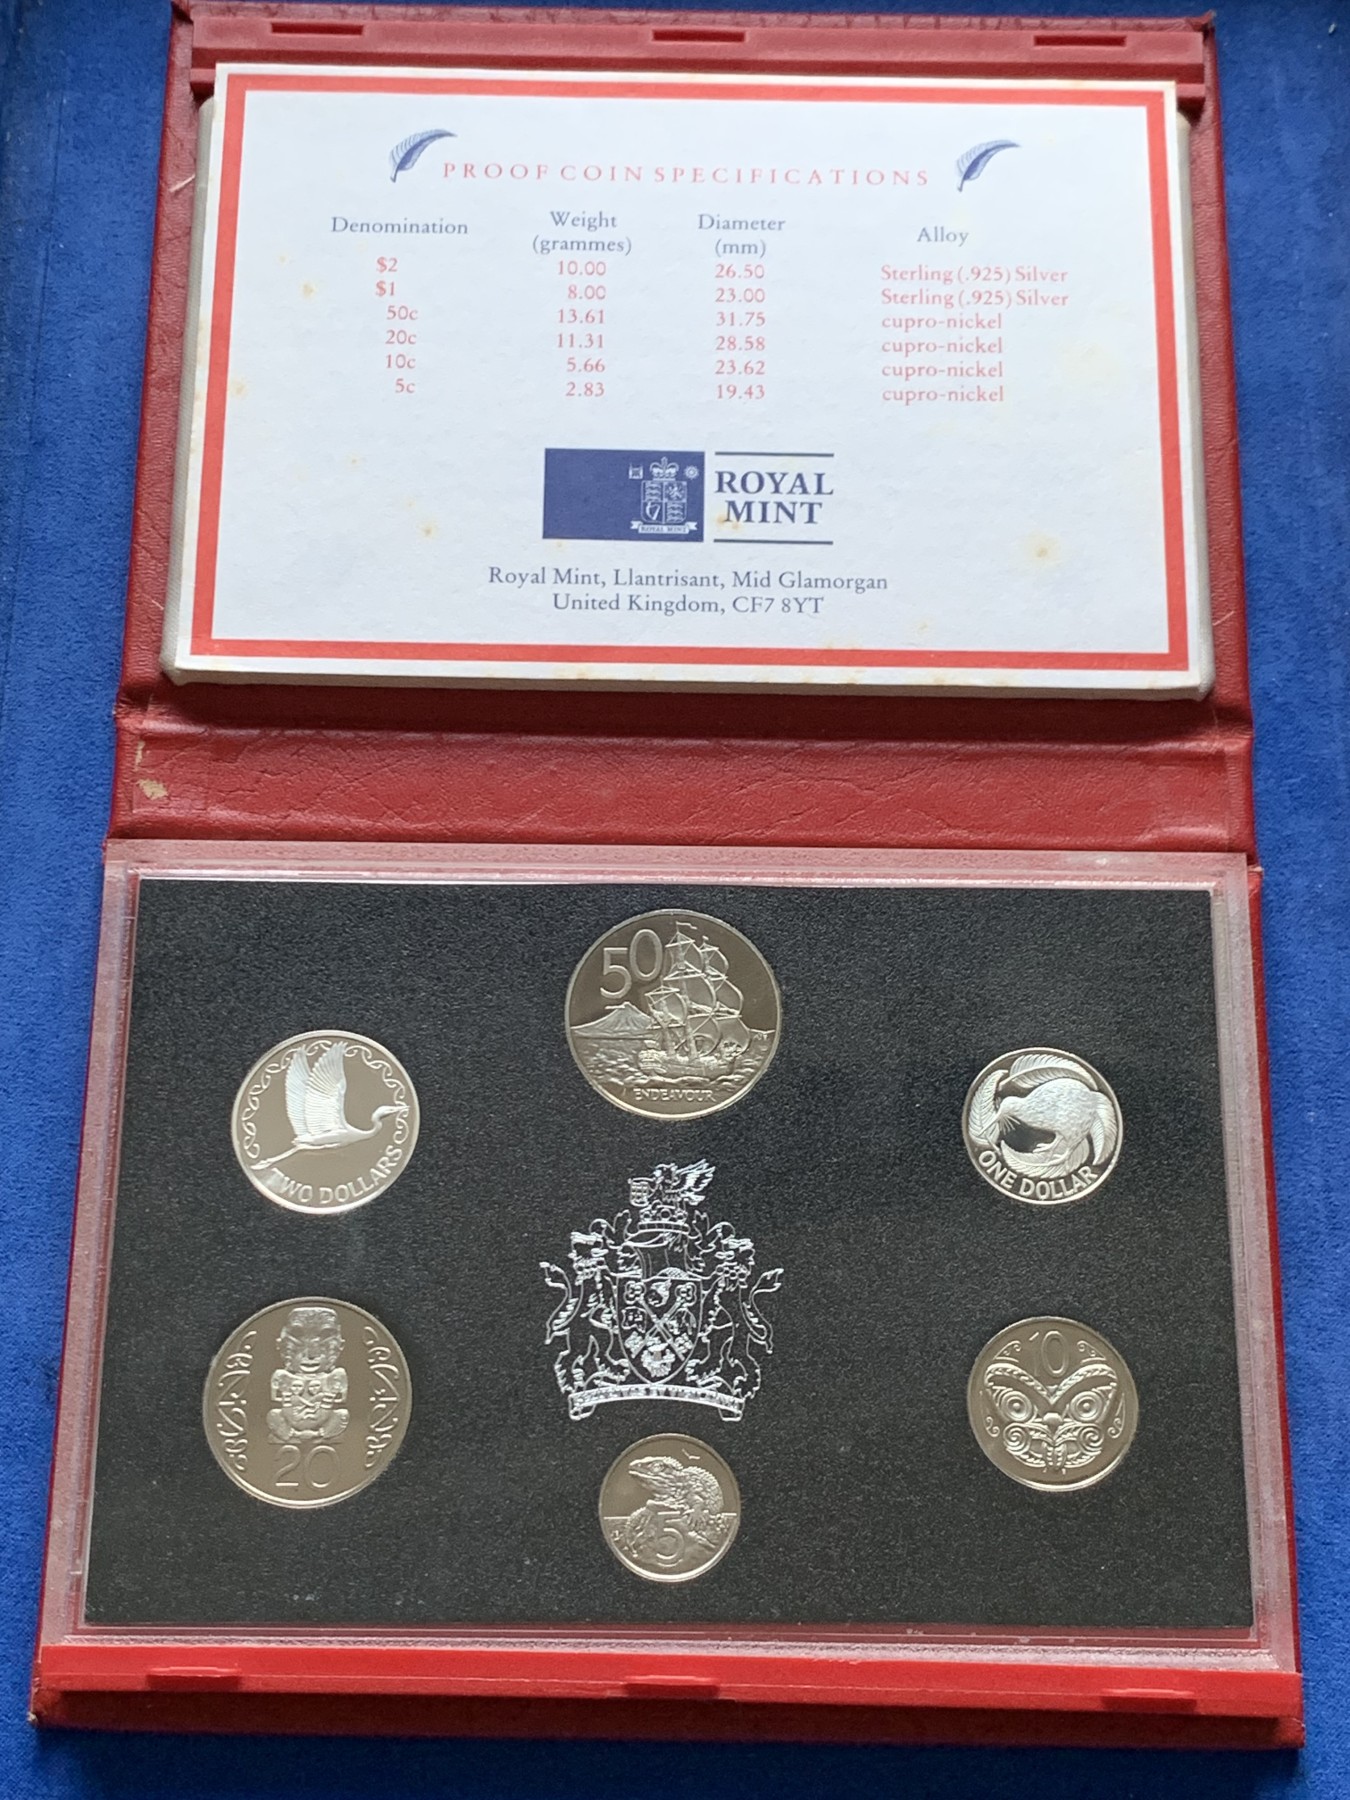 PROOF COIN SPECIFICATIONS
Denomination Weight (grammes) Diameter (mm) Alloy
$2 10.00 26.50 Sterling (.925) Silver
$1 8.00 23.00 Sterling (.925) Silver
50c 13.61 31.75 cupro-nickel
20c 11.31 28.58 cupro-nickel
10c 5.66 23.62 cupro-nickel
5c 2.83 19.43 cupro-nickel
ROYAL MINT
ROYAL
MINT
Royal Mint, Llantrisant, Mid Glamorgan
United Kingdom, CF7 8YT
50
ENDEAVOUR
TWO DOLLARS
ONE DOLLAR
20
10
5